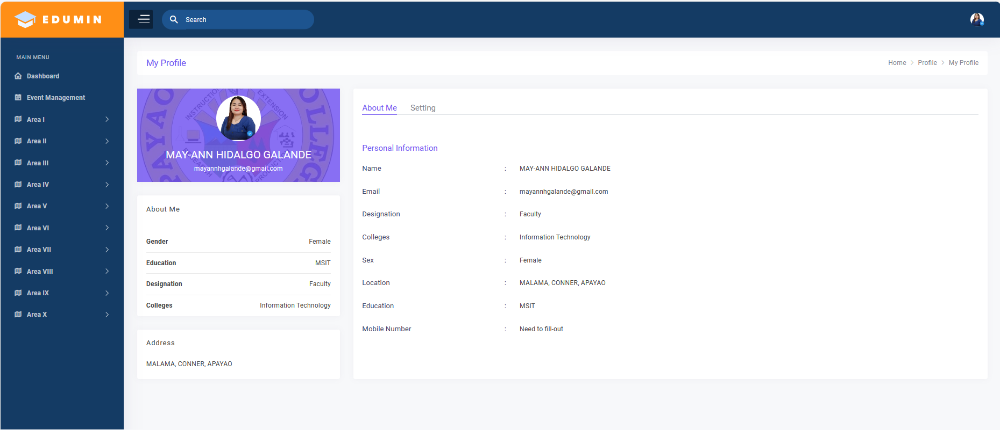 EDUMIN
Search
MAIN MENU
Dashboard
Event Management
Area I
Area II
Area III
Area IV
Area V
Area VI
Area VII
Area VIII
Area IX
Area X
My Profile
Home > Profile > My Profile
INSTRUCTION
EXTENSION
MAY-ANN HIDALGO GALANDE
mayannhgalande@gmail.com
About Me
Gender Female
Education MSIT
Designation Faculty
Colleges Information Technology
Address
MALAMA, CONNER, APAYAO
About Me Setting
Personal Information
Name : MAY-ANN HIDALGO GALANDE
Email : mayannhgalande@gmail.com
Designation : Faculty
Colleges : Information Technology
Sex : Female
Location : MALAMA, CONNER, APAYAO
Education : MSIT
Mobile Number : Need to fill-out